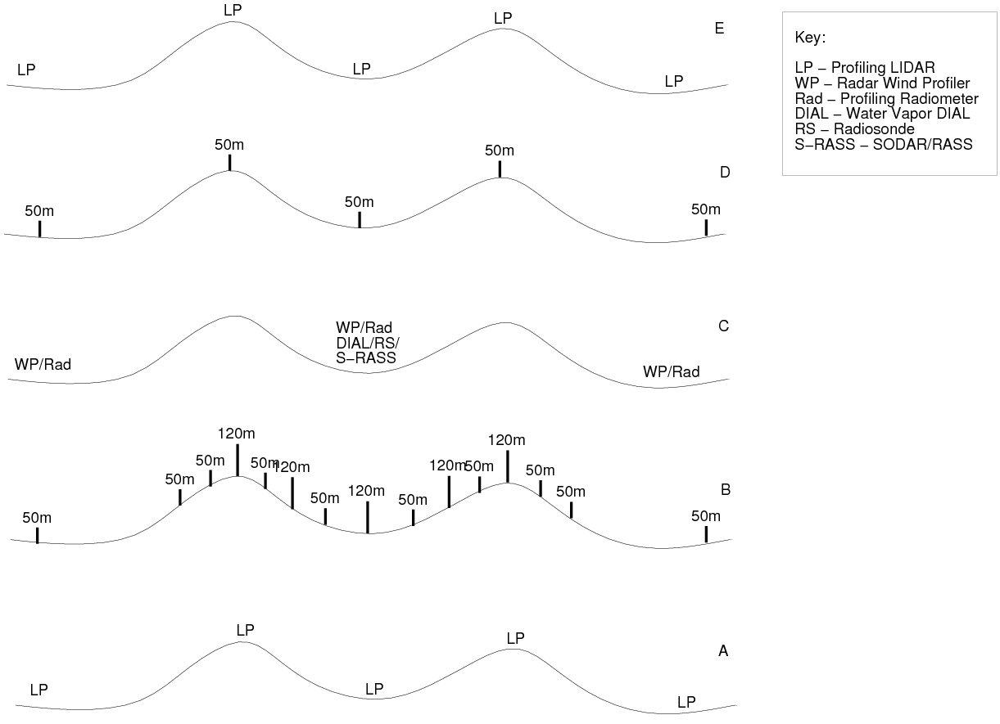 LP
LP
LP
LP
LP
E
Key:
LP – Profiling LIDAR
WP – Radar Wind Profiler
Rad – Profiling Radiometer
DIAL – Water Vapor DIAL
RS – Radiosonde
S–RASS – SODAR/RASS
50m
50m
50m
50m
50m
D
WP/Rad
WP/Rad
DIAL/RS/
S–RASS
WP/Rad
C
50m
50m
50m
120m
50m
120m
50m
120m
50m
120m
50m
120m
50m
50m
50m
B
LP
LP
LP
LP
LP
A